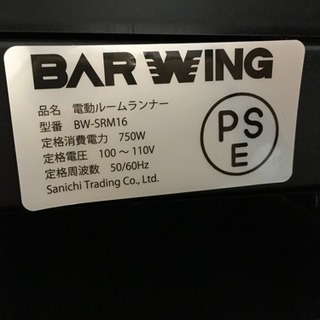 BARWING
品名　電動ルームランナー
型番　BW-SRM16
定格消費電力　750W
定格電圧　100～110V
定格周波数　50/60Hz
Sanichi Trading Co., Ltd.
PS
E